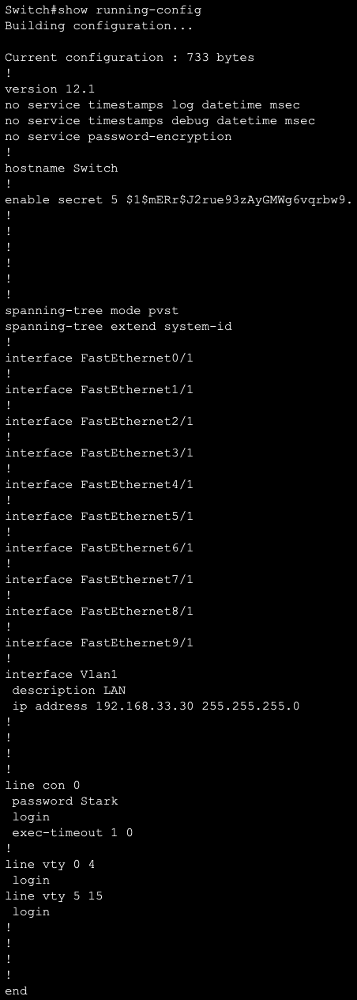 Switch#show running-config
Building configuration...
Current configuration : 733 bytes
!
version 12.1
no service timestamps log datetime msec
no service timestamps debug datetime msec
no service password-encryption
!
hostname Switch
!
enable secret 5 $1$mERr$J2rue93zAyGMWg6vqrbw9.
!
!
!
!
!
!
spanning-tree mode pvst
spanning-tree extend system-id
!
interface FastEthernet0/1
!
interface FastEthernet1/1
!
interface FastEthernet2/1
!
interface FastEthernet3/1
!
interface FastEthernet4/1
!
interface FastEthernet5/1
!
interface FastEthernet6/1
!
interface FastEthernet7/1
!
interface FastEthernet8/1
!
interface FastEthernet9/1
!
interface Vlan1
 description LAN
 ip address 192.168.33.30 255.255.255.0
!
!
!
!
line con 0
 password Stark
 login
 exec-timeout 1 0
!
line vty 0 4
 login
line vty 5 15
 login
!
!
!
!
end